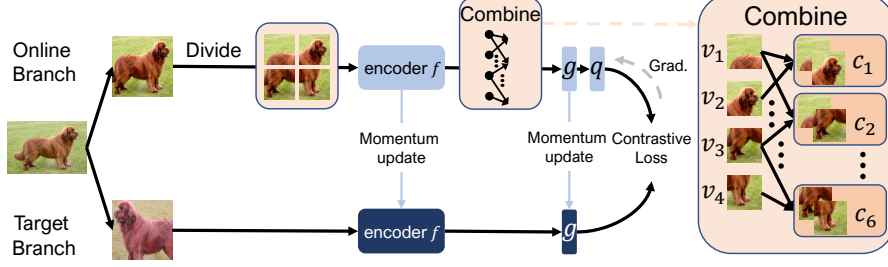 Online
Branch
Divide
encoder f
Combine
g
q
Grad.
Momentum
update
Momentum
update
Contrastive
Loss
Target
Branch
encoder f
g
Combine
v1
v2
v3
v4
c1
c2
c6